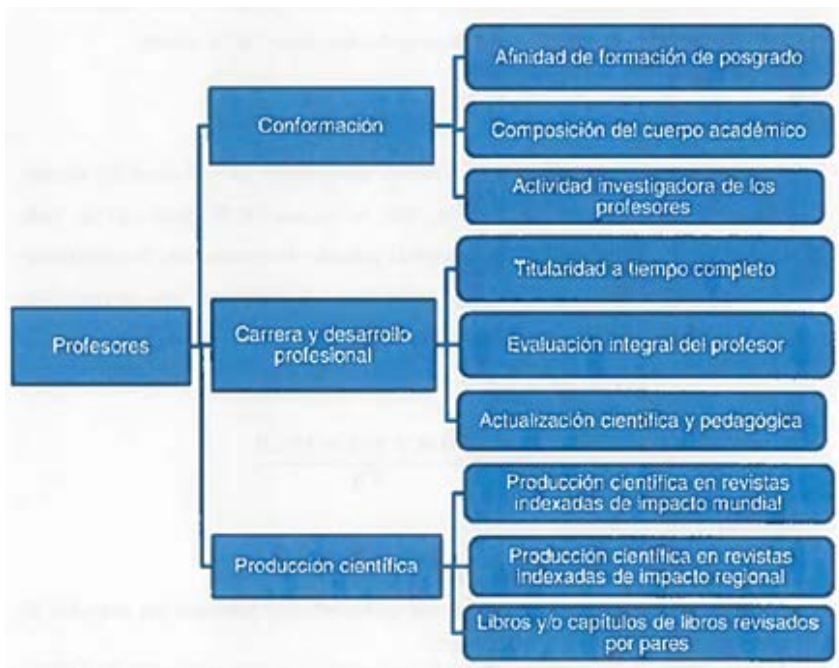 Profesores
Conformación
Afinidad de formación de posgrado
Composición del cuerpo académico
Actividad investigadora de los
profesores
Carrera y desarrollo
profesional
Titularidad a tiempo completo
Evaluación integral del profesor
Actualización científica y pedagógica
Producción científica
Producción científica en revistas
indexadas de impacto mundial
Producción científica en revistas
indexadas de impacto regional
Libros y/o capítulos de libros revisados
por pares